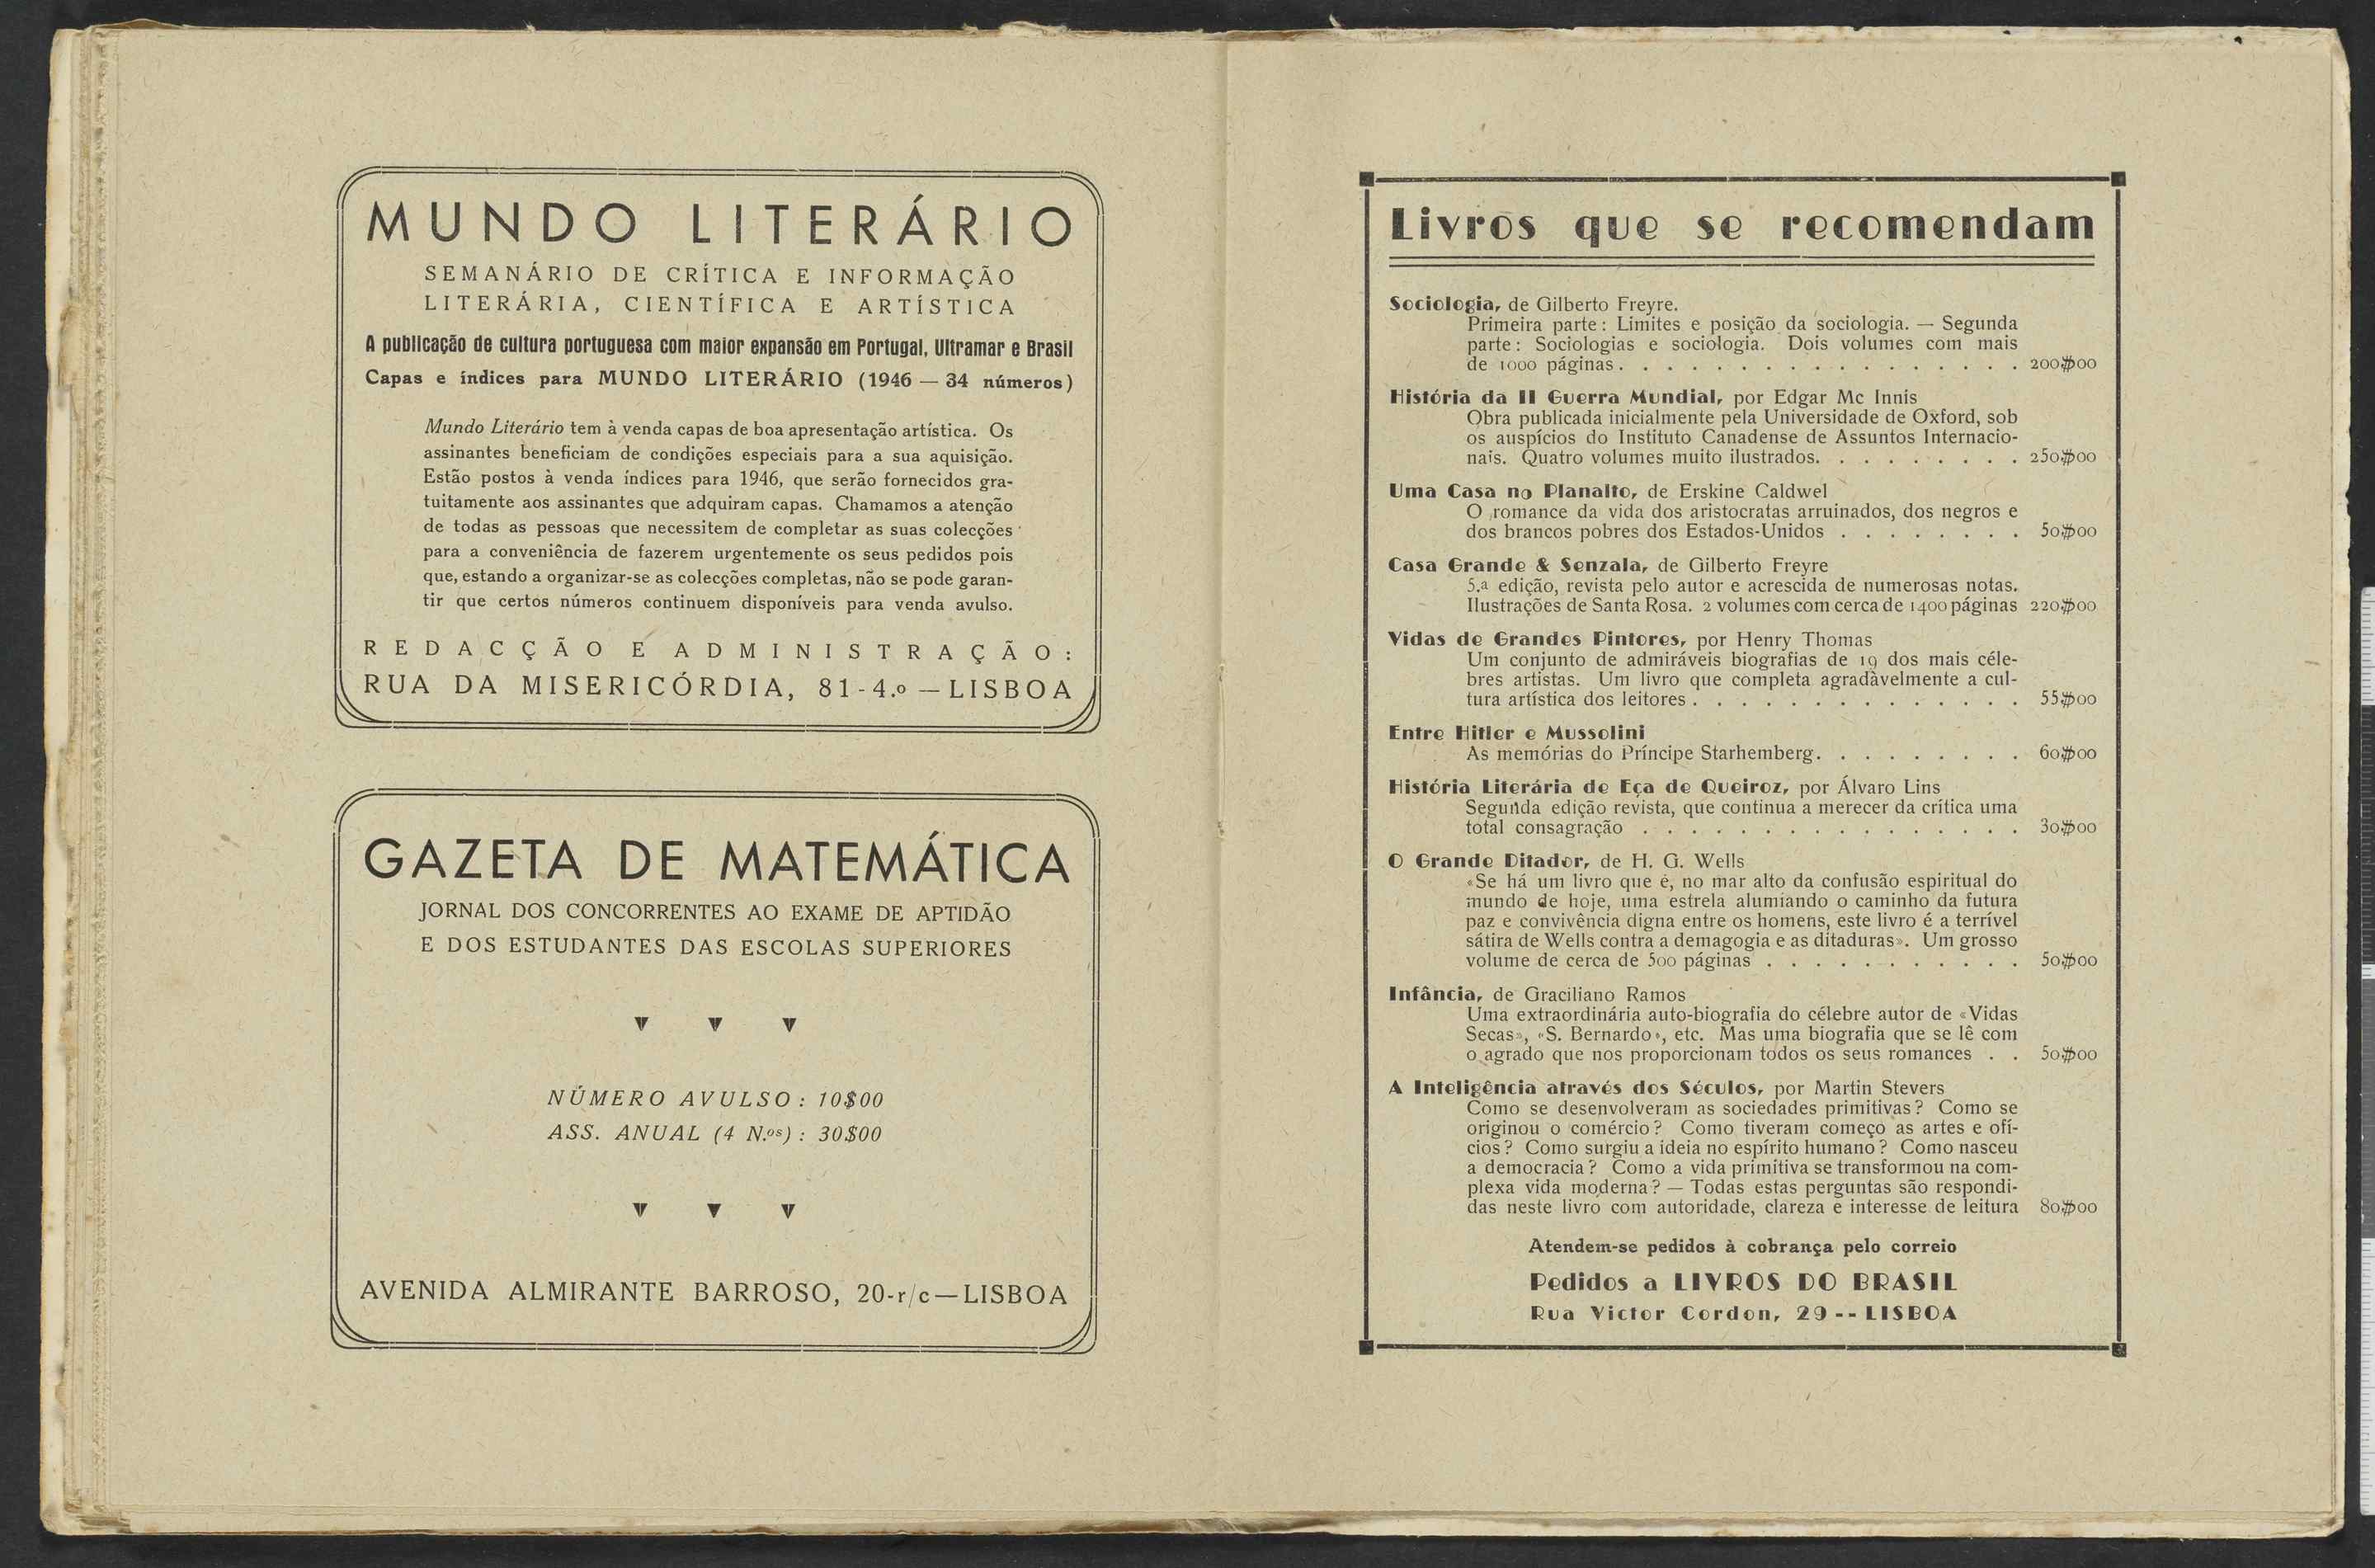 MUNDO LITERÁRIO
SEMANÁRIO DE CRÍTICA E INFORMAÇÃO
LITERÁRIA, CIENTÍFICA E ARTÍSTICA
A publicação de cultura portuguesa com maior expansão em Portugal, Ultramar e Brasil
Capas e índices para MUNDO LITERÁRIO (1946 — 34 números)
Mundo Literário tem à venda capas de boa apresentação artística. Os
assinantes beneficiam de condições especiais para a sua aquisição.
Estão postos à venda índices para 1946, que serão fornecidos gra-
tuitamente aos assinantes que adquiram capas. Chamamos a atenção
de todas as pessoas que necessitem de completar as suas colecções
para a conveniência de fazerem urgentemente os seus pedidos pois
que, estando a organizar-se as colecções completas, não se pode garan-
tir que certos números continuem disponíveis para venda avulso.
REDACÇÃO E ADMINISTRAÇÃO:
RUA DA MISERICÓRDIA, 81-4.º — LISBOA
GAZETA DE MATEMÁTICA
JORNAL DOS CONCORRENTES AO EXAME DE APTIDÃO
E DOS ESTUDANTES DAS ESCOLAS SUPERIORES
NÚMERO AVULSO: 10$00
ASS. ANUAL (4 N.os): 30$00
AVENIDA ALMIRANTE BARROSO, 20-r/c—LISBOA
Livros que se recomendam
Sociologia, de Gilberto Freyre.
Primeira parte: Limites e posição da sociologia. — Segunda
parte: Sociologias e sociologia. Dois volumes com mais
de 1000 páginas . . . . . . . . . . . . . . . . . 200$00
História da II Guerra Mundial, por Edgar Mc Innis
Obra publicada inicialmente pela Universidade de Oxford, sob
os auspícios do Instituto Canadense de Assuntos Internacio-
nais. Quatro volumes muito ilustrados. . . . . . . . . 250$00
Uma Casa no Planalto, de Erskine Caldwel
O romance da vida dos aristocratas arruinados, dos negros e
dos brancos pobres dos Estados-Unidos . . . . . . . . 50$00
Casa Grande & Senzala, de Gilberto Freyre
5.ª edição, revista pelo autor e acrescida de numerosas notas.
Ilustrações de Santa Rosa. 2 volumes com cerca de 1400 páginas 220$00
Vidas de Grandes Pintores, por Henry Thomas
Um conjunto de admiráveis biografias de 19 dos mais céle-
bres artistas. Um livro que completa agradàvelmente a cul-
tura artística dos leitores . . . . . . . . . . . . . . 55$00
Entre Hitler e Mussolini
As memórias do Príncipe Starhemberg. . . . . . . . . 60$00
História Literária de Eça de Queiroz, por Álvaro Lins
Segunda edição revista, que continua a merecer da crítica uma
total consagração . . . . . . . . . . . . . . . . 30$00
O Grande Ditador, de H. G. Wells
«Se há um livro que é, no mar alto da confusão espiritual do
mundo de hoje, uma estrela alumiando o caminho da futura
paz e convivência digna entre os homens, este livro é a terrível
sátira de Wells contra a demagogia e as ditaduras». Um grosso
volume de cerca de 500 páginas . . . . . . . . . . . 50$00
Infância, de Graciliano Ramos
Uma extraordinária auto-biografia do célebre autor de «Vidas
Secas», «S. Bernardo», etc. Mas uma biografia que se lê com
o agrado que nos proporcionam todos os seus romances . . 50$00
A Inteligência através dos Séculos, por Martin Stevers
Como se desenvolveram as sociedades primitivas? Como se
originou o comércio? Como tiveram começo as artes e ofí-
cios? Como surgiu a ideia no espírito humano? Como nasceu
a democracia? Como a vida primitiva se transformou na com-
plexa vida moderna? — Todas estas perguntas são respondi-
das neste livro com autoridade, clareza e interesse de leitura 80$00
Atendem-se pedidos à cobrança pelo correio
Pedidos a LIVROS DO BRASIL
Rua Victor Cordon, 29 -- LISBOA